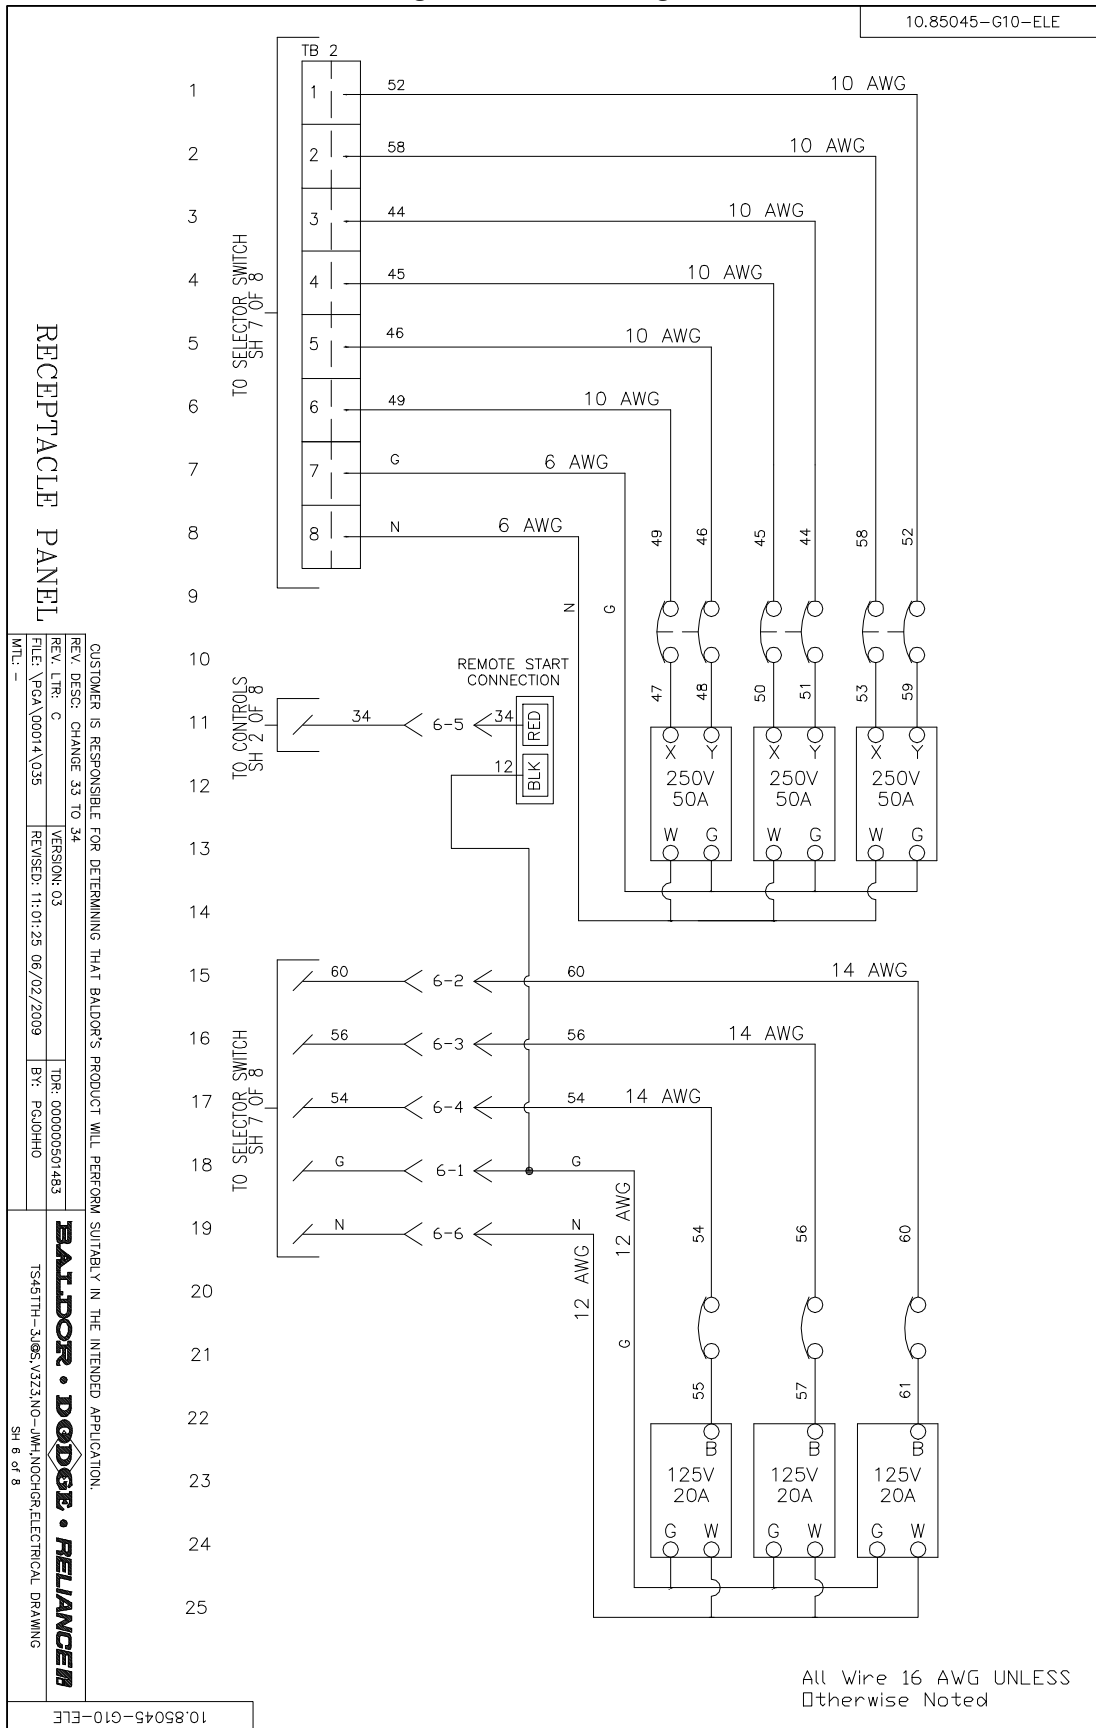 10.85045-G10-ELE
TB 2
1
1
52
10 AWG
2
2
58
10 AWG
3
3
44
10 AWG
4
4
45
10 AWG
5
5
46
10 AWG
6
6
49
10 AWG
7
7
G
6 AWG
8
8
N
6 AWG
TO SELECTOR SWITCH
SH 7 OF 8
49
46
45
44
58
52
9
N
G
10
REMOTE START
CONNECTION
47
48
50
51
53
59
TO CONTROLS
SH 2 OF 8
11
34
6-5
34
RED
12
12
BLK
X Y
250V
50A
W G
X Y
250V
50A
W G
X Y
250V
50A
W G
13
14
15
60
6-2
60
14 AWG
16
56
6-3
56
14 AWG
17
54
6-4
54
14 AWG
18
G
6-1
G
12 AWG
19
N
6-6
N
12 AWG
TO SELECTOR SWITCH
SH 7 OF 8
54
56
60
20
21
G
55
57
61
22
23
24
25
B
125V
20A
G W
B
125V
20A
G W
B
125V
20A
G W
All Wire 16 AWG UNLESS
Otherwise Noted
RECEPTACLE PANEL
CUSTOMER IS RESPONSIBLE FOR DETERMINING THAT BALDOR'S PRODUCT WILL PERFORM SUITABLY IN THE INTENDED APPLICATION.
REV. DESC: CHANGE 33 TO 34
REV. LTR: C
VERSION: 03
TDR: 000000501483
FILE: \PGA\00014\035
REVISED: 11:01:25 06/02/2009
BY: PGJOHHO
MTL: -
BALDOR • DODGE • RELIANCE
TS45TTH-3J@S,V3Z3,NO-JWH,NOCHGR,ELECTRICAL DRAWING
SH 6 of 8
10.85045-G10-ELE